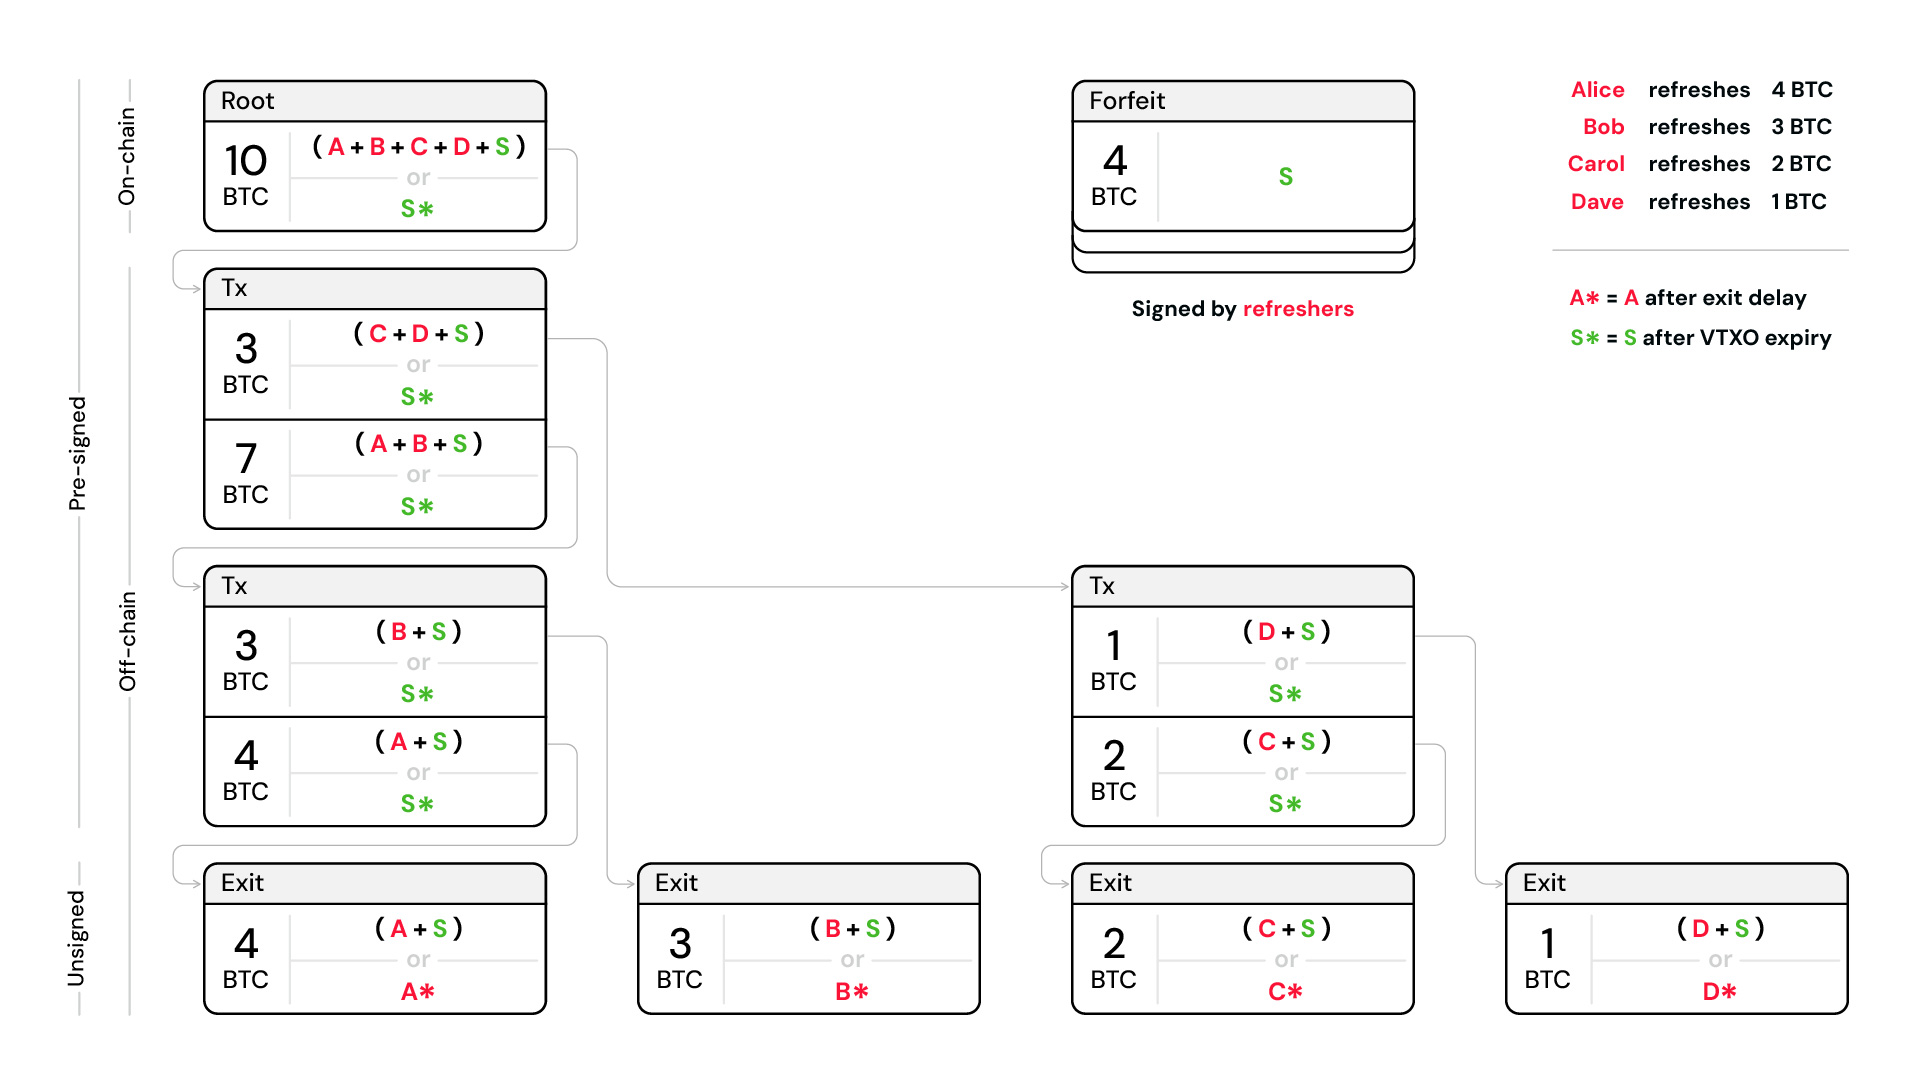 On-chain
Pre-signed
Off-chain
Unsigned
Root
10
BTC
( A + B + C + D + S )
or
S*
Tx
3
BTC
( C + D + S )
or
S*
7
BTC
( A + B + S )
or
S*
Tx
3
BTC
( B + S )
or
S*
4
BTC
( A + S )
or
S*
Exit
4
BTC
( A + S )
or
A*
Exit
3
BTC
( B + S )
or
B*
Forfeit
4
BTC
S
Signed by refreshers
Tx
1
BTC
( D + S )
or
S*
2
BTC
( C + S )
or
S*
Exit
2
BTC
( C + S )
or
C*
Exit
1
BTC
( D + S )
or
D*
Alice refreshes 4 BTC
Bob refreshes 3 BTC
Carol refreshes 2 BTC
Dave refreshes 1 BTC
A* = A after exit delay
S* = S after VTXO expiry